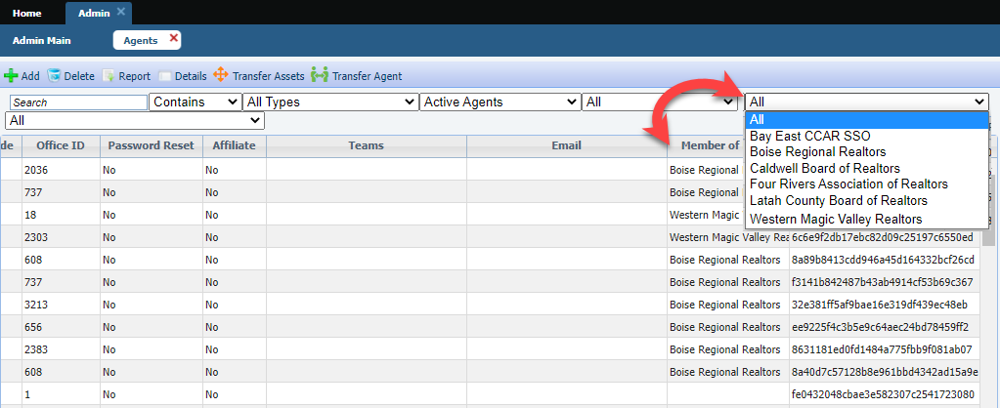 Home Admin
Admin Main Agents
Add Delete Report Details Transfer Assets Transfer Agent
Search Contains All Types Active Agents All All
All
All
Bay East CCAR SSO
Boise Regional Realtors
Caldwell Board of Realtors
Four Rivers Association of Realtors
Latah County Board of Realtors
Western Magic Valley Realtors
de Office ID Password Reset Affiliate Teams Email Member of
2036 No No Boise Regional
737 No No Boise Regional
18 No No Western Magic
2303 No No Western Magic Valley Rea 6c6e9f2db17ebc82d09c25197c6550ed
608 No No Boise Regional Realtors 8a89b8413cdd946a45d164332bcf26cd
737 No No Boise Regional Realtors f3141b842487b43ab4914cf53b69c367
3213 No No Boise Regional Realtors 32e381ff5af9bae16e319df439ec48eb
656 No No Boise Regional Realtors ee9225f4c3b5e9c64aec24bd78459ff2
2383 No No Boise Regional Realtors 8631181ed0fd1484a775fbb9f081ab07
608 No No Boise Regional Realtors 8a40d7c57128b8e961bbd4342ad15a9e
1 No No fe0432048cbae3e582307c2541723080